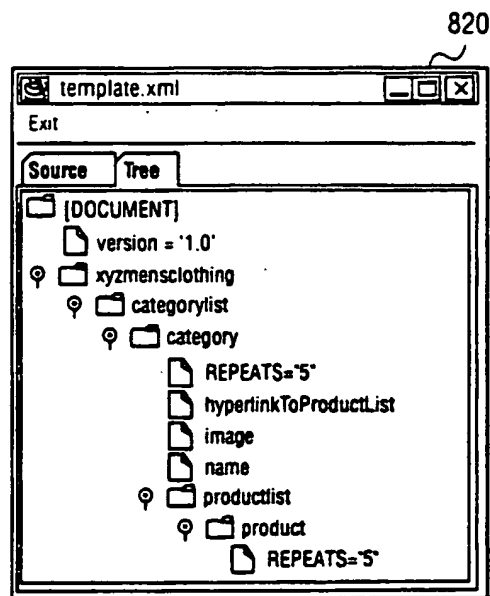 820
template.xml
Exit
Source Tree
[DOCUMENT]
version = '1.0'
xyzmensclothing
categorylist
category
REPEATS="5"
hyperlinkToProductList
image
name
productlist
product
REPEATS="5"